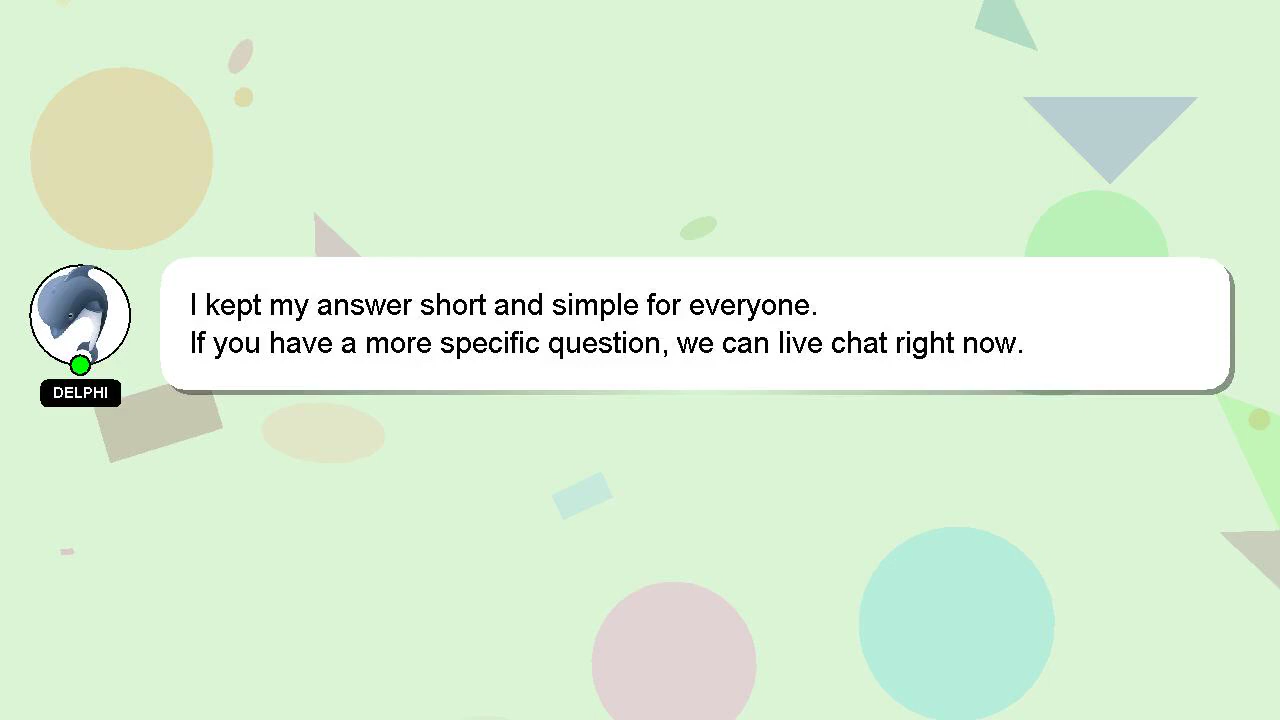 I kept my answer short and simple for everyone.
If you have a more specific question, we can live chat right now.
DELPHI